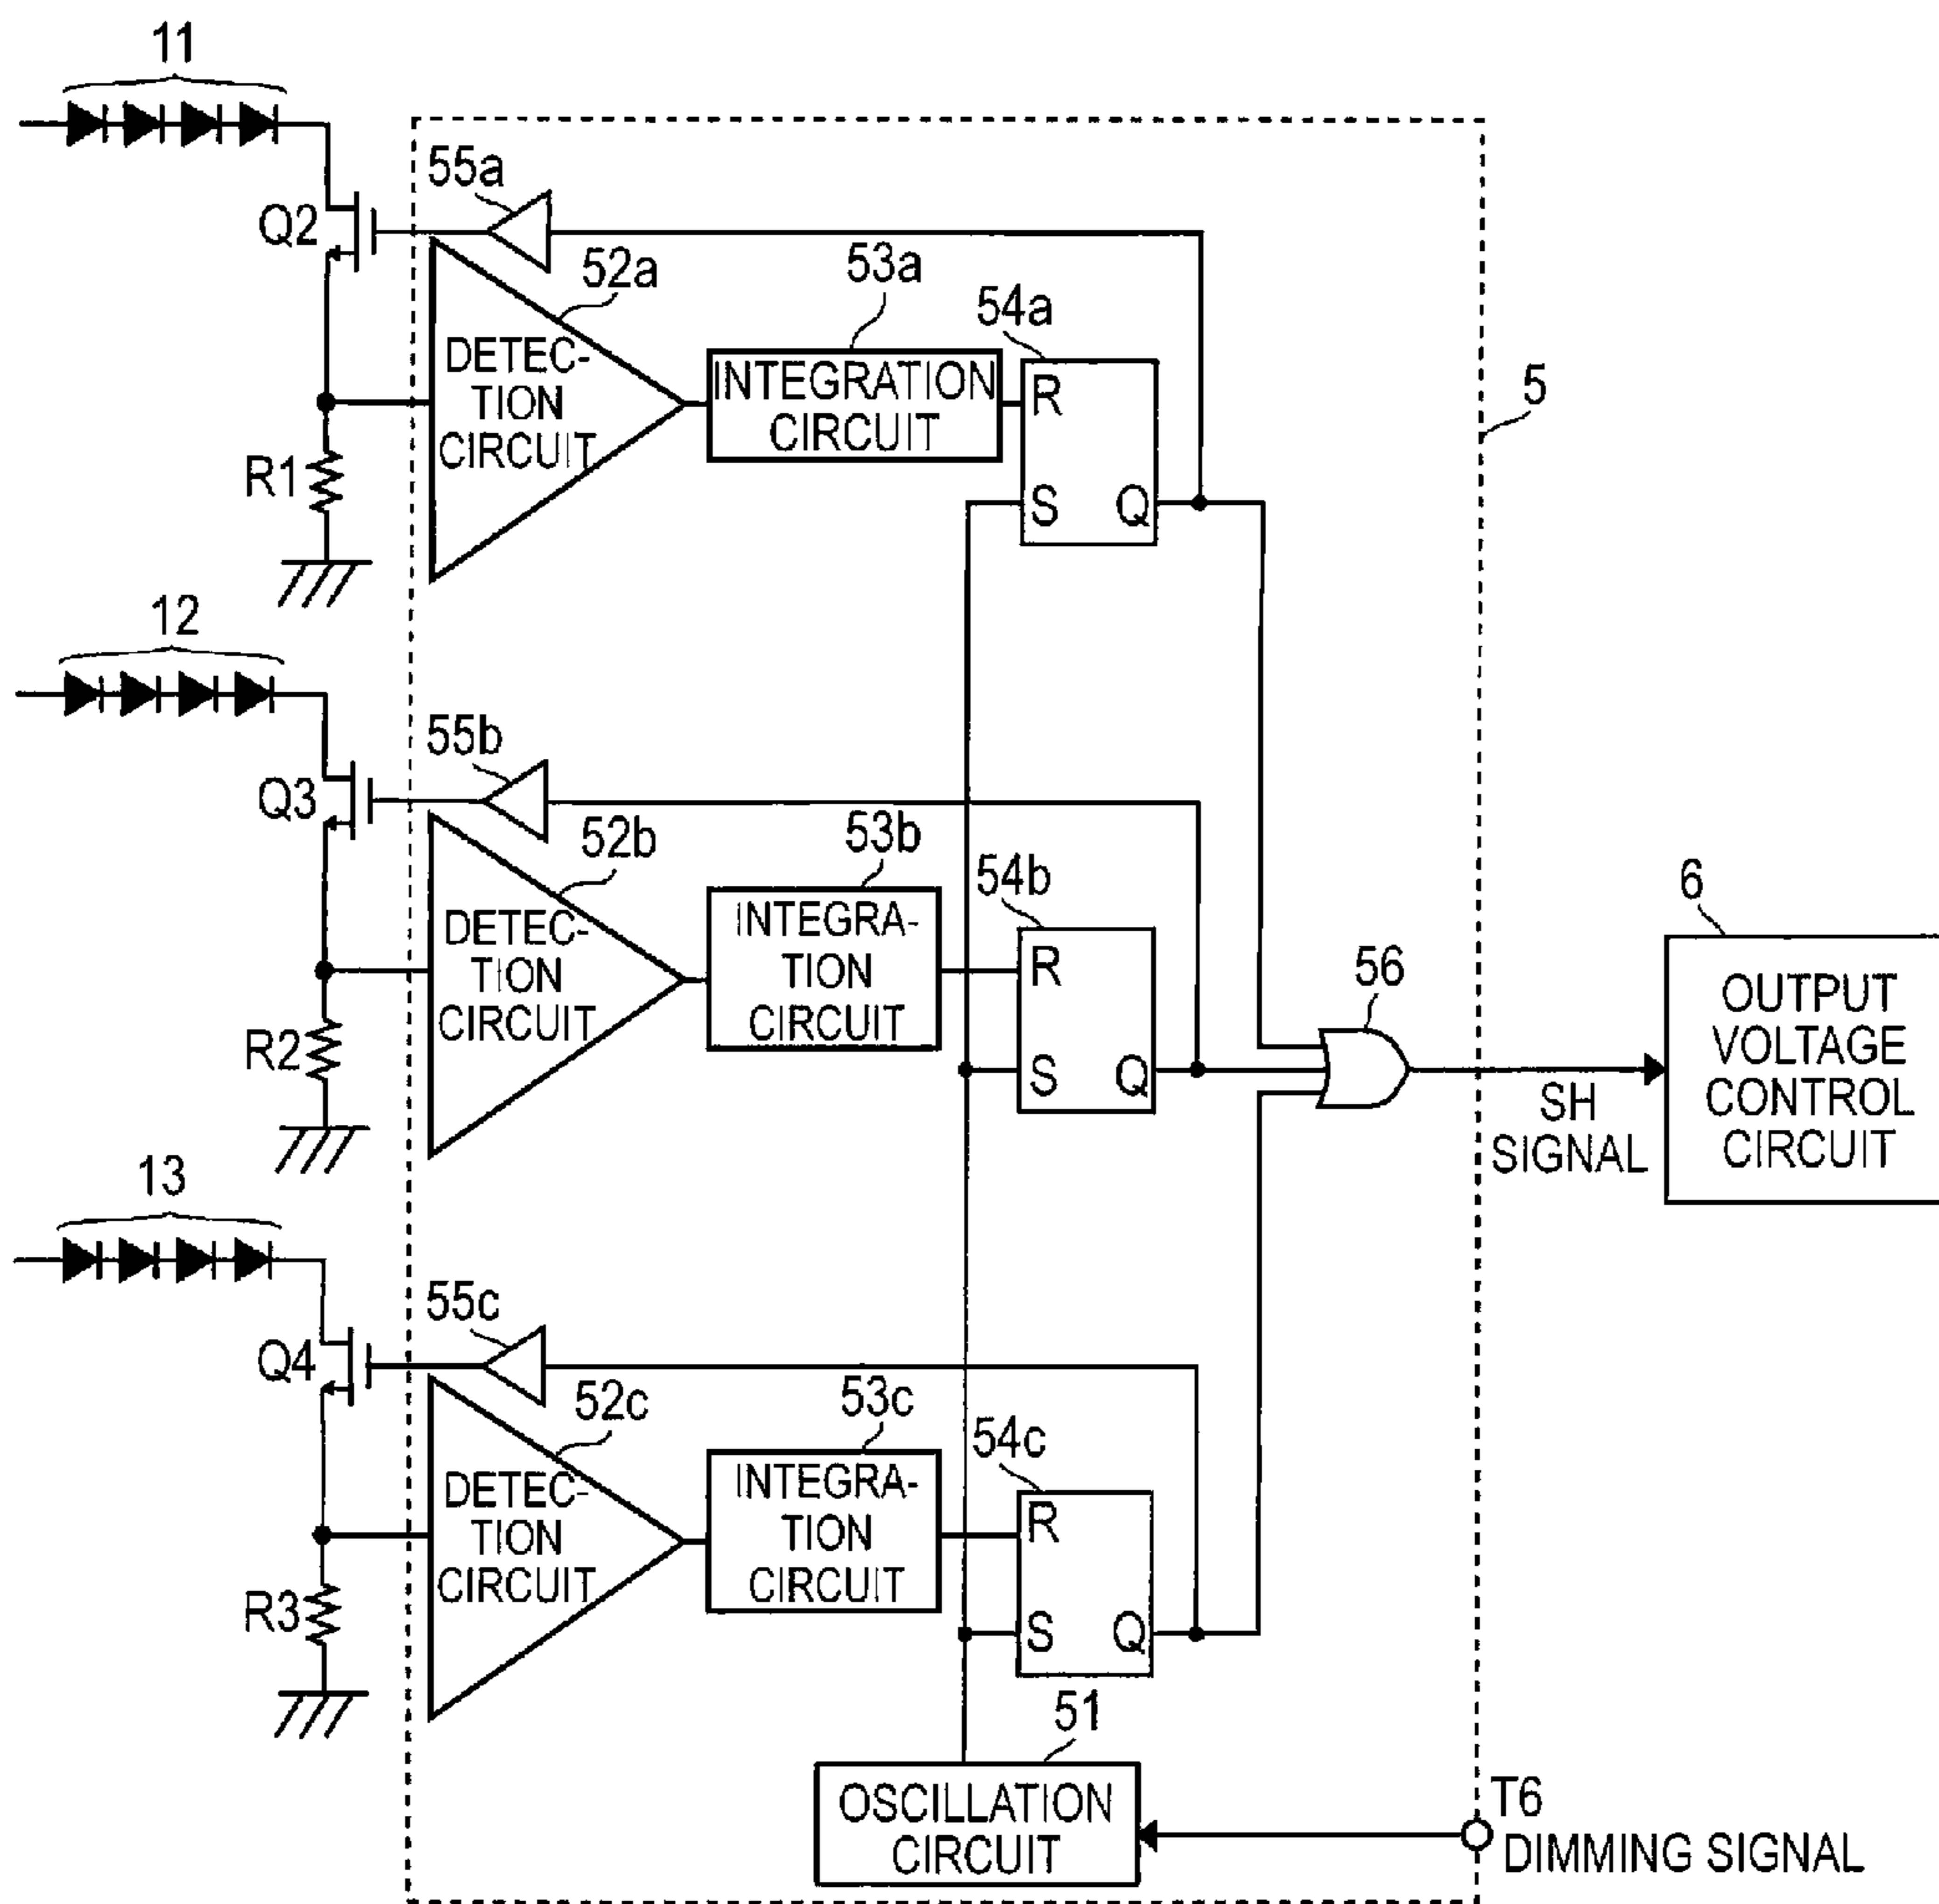 11
55a
Q2
52a
53a
54a
DETEC-
TION
CIRCUIT
INTEGRATION
CIRCUIT
R
S
Q
5
R1
12
55b
Q3
52b
53b
54b
DETEC-
TION
CIRCUIT
INTEGRA-
TION
CIRCUIT
R
S
Q
56
6
OUTPUT
VOLTAGE
CONTROL
CIRCUIT
SH
SIGNAL
R2
13
55c
Q4
52c
53c
54c
DETEC-
TION
CIRCUIT
INTEGRA-
TION
CIRCUIT
R
S
Q
R3
51
OSCILLATION
CIRCUIT
T6
DIMMING SIGNAL